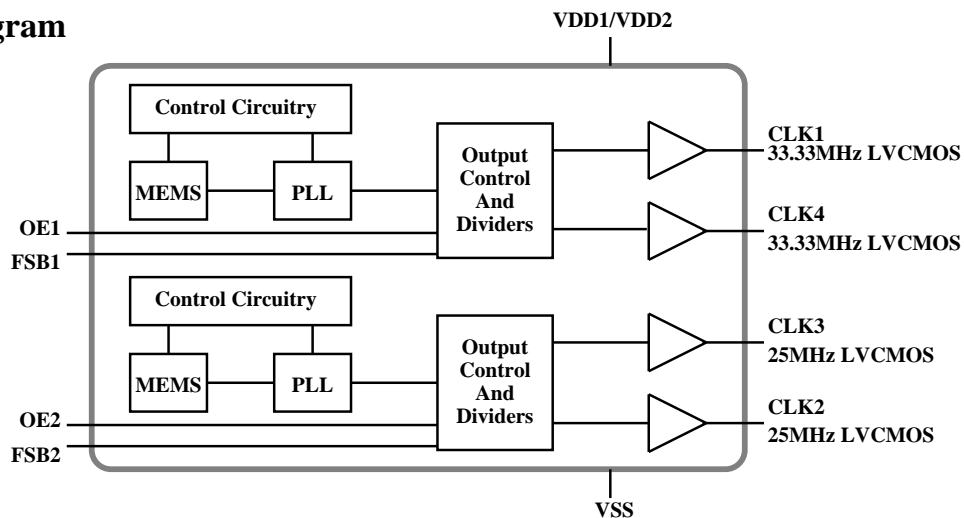 gram
VDD1/VDD2
Control Circuitry
MEMS
PLL
Output
Control
And
Dividers
OE1
FSB1
CLK1
33.33MHz LVCMOS
CLK4
33.33MHz LVCMOS
Control Circuitry
MEMS
PLL
Output
Control
And
Dividers
OE2
FSB2
CLK3
25MHz LVCMOS
CLK2
25MHz LVCMOS
VSS